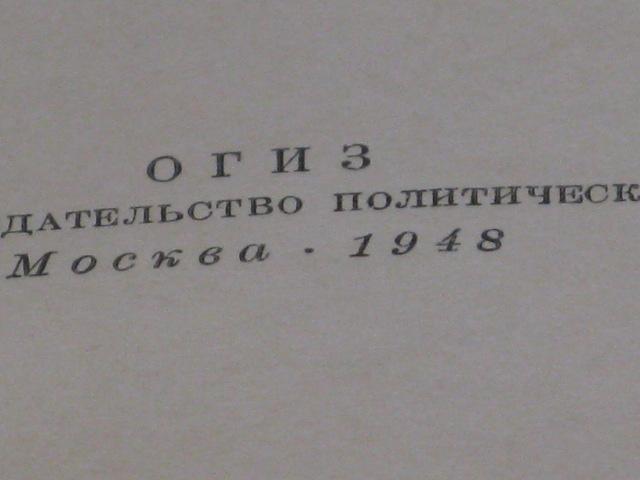 ОГИЗ
ДАТЕЛЬСТВО ПОЛИТИЧЕСК
Москва · 1948